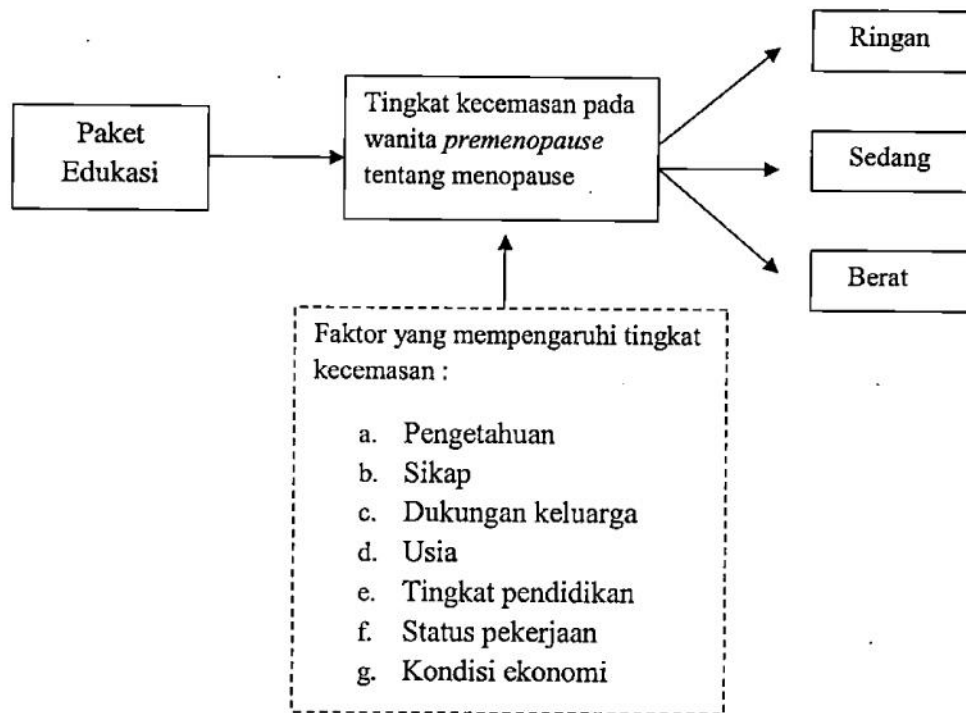 Ringan
Paket
Edukasi
Tingkat kecemasan pada
wanita premenopause
tentang menopause
Sedang
Berat
Faktor yang mempengaruhi tingkat
kecemasan :
a. Pengetahuan
b. Sikap
c. Dukungan keluarga
d. Usia
e. Tingkat pendidikan
f. Status pekerjaan
g. Kondisi ekonomi